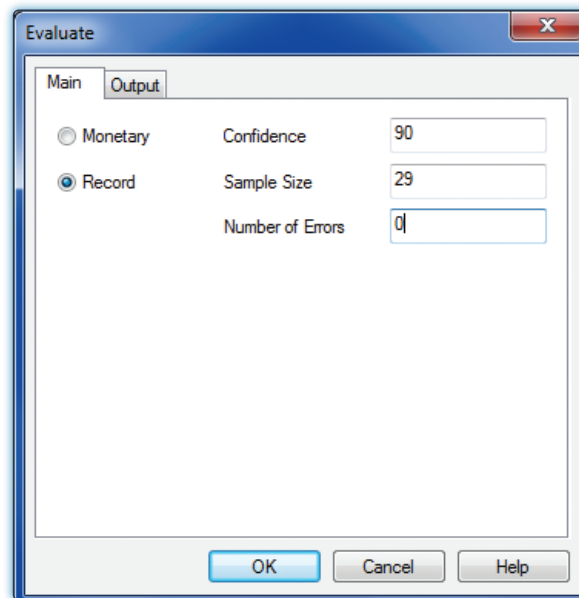 Evaluate
Main Output
Monetary Confidence 90
Record Sample Size 29
Number of Errors 0
OK Cancel Help